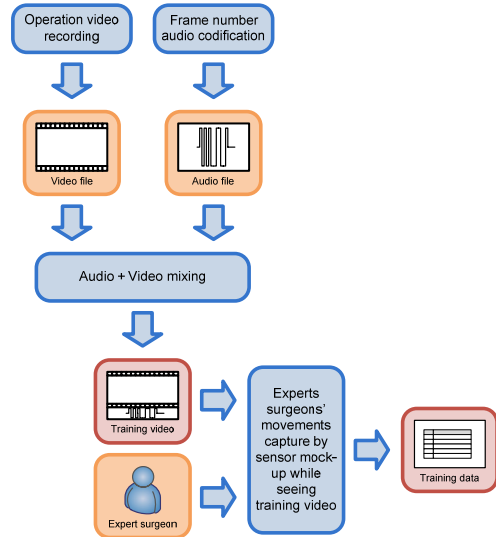 Operation video
recording
Frame number
audio codification
Video file
Audio file
Audio + Video mixing
Training video
Expert surgeon
Experts
surgeons'
movements
capture by
sensor mock-
up while
seeing
training video
Training data